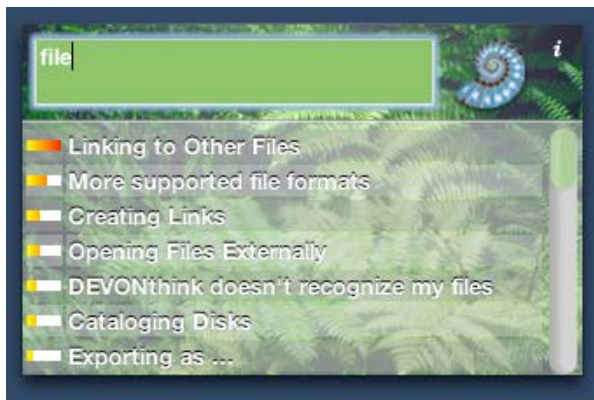 file
i
Linking to Other Files
More supported file formats
Creating Links
Opening Files Externally
DEVONthink doesn't recognize my files
Cataloging Disks
Exporting as ...